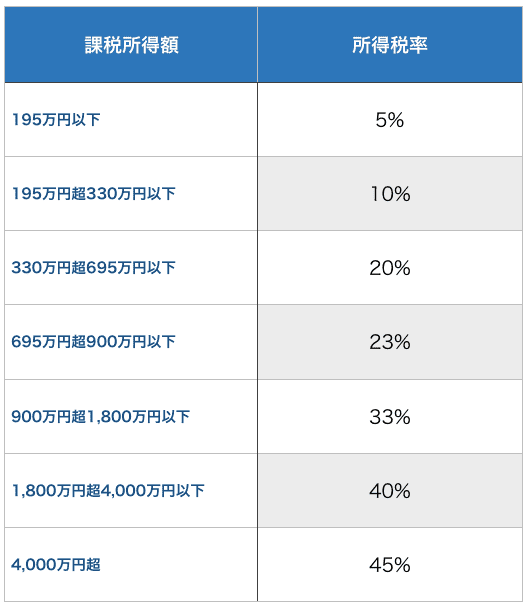 課税所得額 所得税率
195万円以下 5%
195万円超330万円以下 10%
330万円超695万円以下 20%
695万円超900万円以下 23%
900万円超1,800万円以下 33%
1,800万円超4,000万円以下 40%
4,000万円超 45%